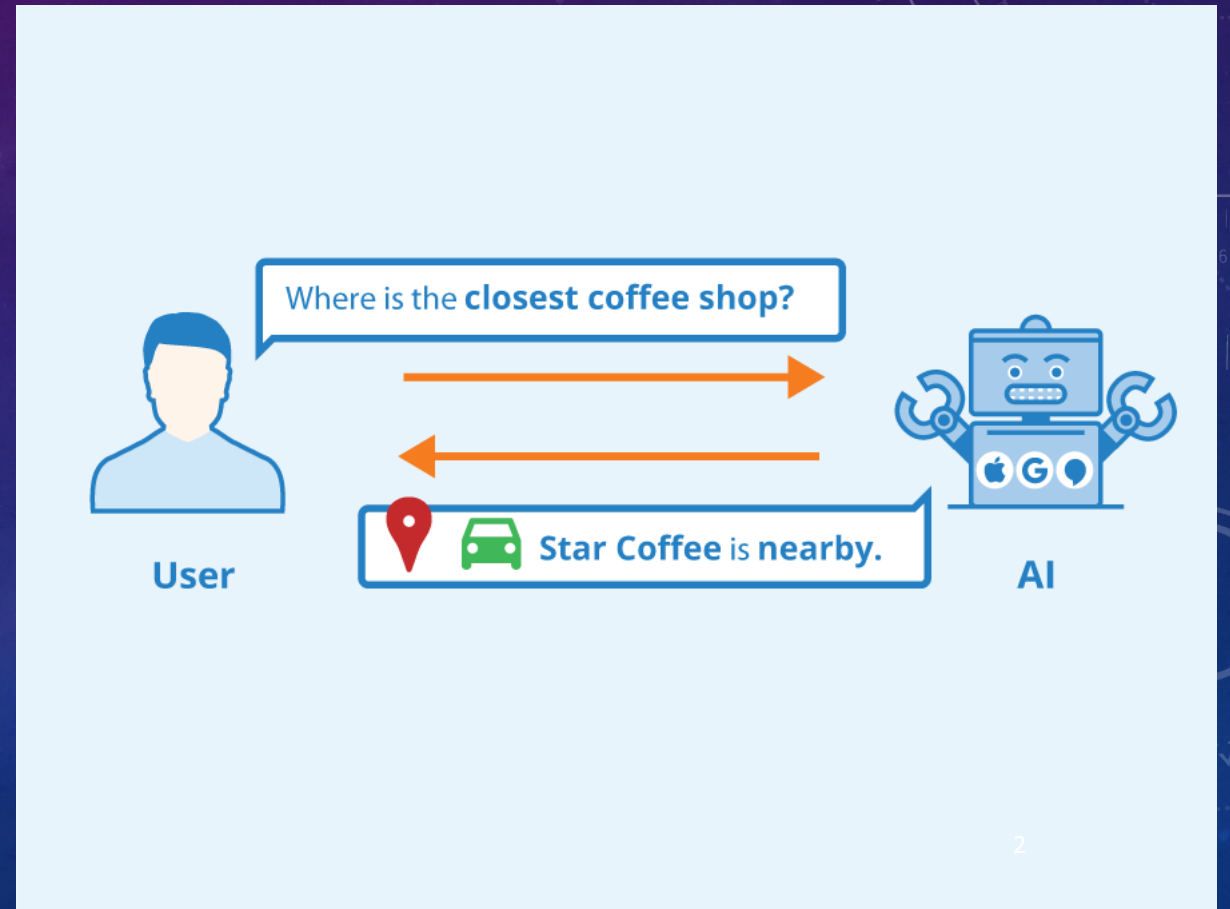 Where is the closest coffee shop?
Star Coffee is nearby.
User
AI
2